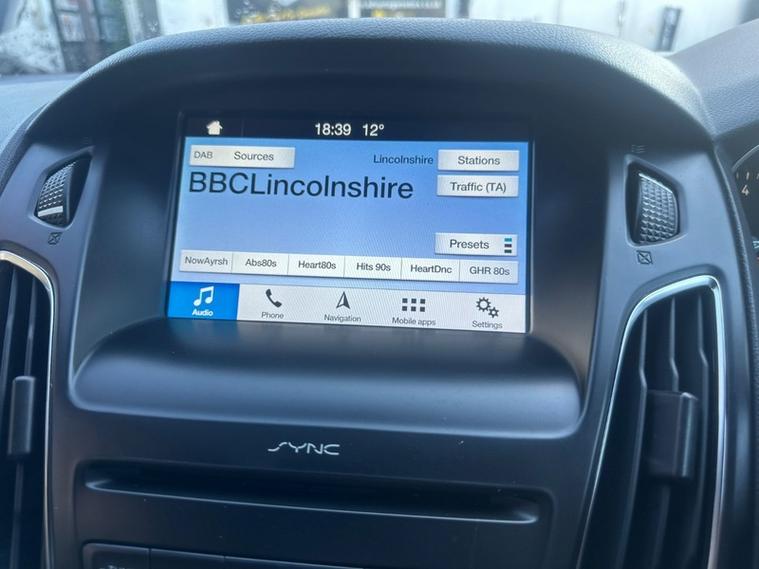 18:39 12°
DAB Sources
Lincolnshire Stations
BBCLincolnshire
Traffic (TA)
Presets
NowAyrsh Abs80s Heart80s Hits 90s HeartDnc GHR 80s
Audio Phone Navigation Mobile apps Settings
SYNC
4